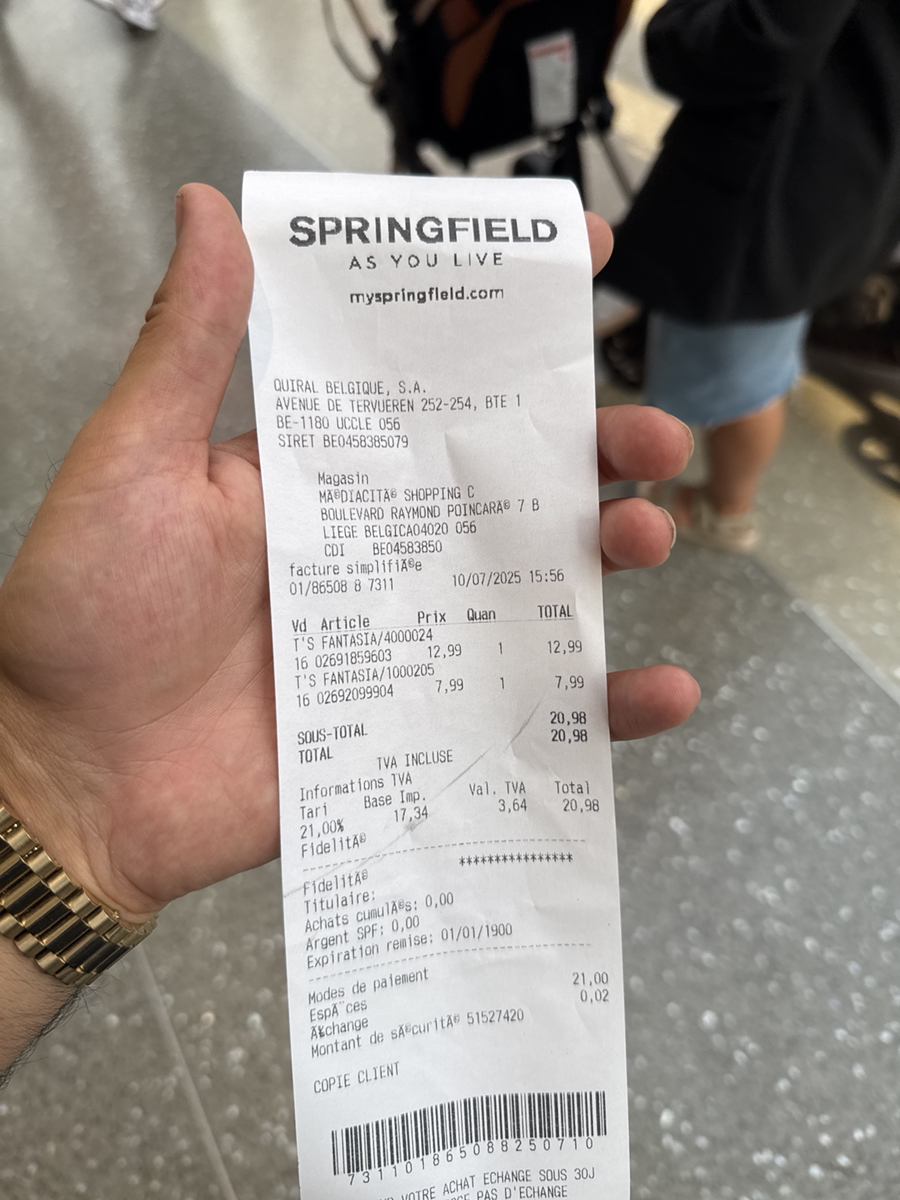 SPRINGFIELD
AS YOU LIVE
myspringfield.com
QUIRAL BELGIQUE, S.A.
AVENUE DE TERVUEREN 252-254, BTE 1
BE-1180 UCCLE 056
SIRET BE0458385079
Magasin
MÃ©DIACITÃ© SHOPPING C
BOULEVARD RAYMOND POINCARÃ© 7 B
LIEGE BELGICA04020 056
CDI BE04583850
facture simplifiÃ©e
01/86508 8 7311 10/07/2025 15:56
Vd Article Prix Quan TOTAL
T'S FANTASIA/4000024
16 02691859603 12,99 1 12,99
T'S FANTASIA/1000205
16 02692099904 7,99 1 7,99
SOUS-TOTAL 20,98
TOTAL 20,98
TVA INCLUSE
Informations TVA
Tari Base Imp. Val. TVA Total
21,00% 17,34 3,64 20,98
FidelitÃ©
FidelitÃ© ***************
Titulaire:
Achats cumulÃ©s: 0,00
Argent SPF: 0,00
Expiration remise: 01/01/1900
Modes de paiement
EspÃ¨ces 21,00
Ã‰change 0,02
Montant de sÃ©curitÃ© 51527420
COPIE CLIENT
731101865088250710
VOTRE ACHAT ECHANGE SOUS 30J
PAS D'ECHANGE